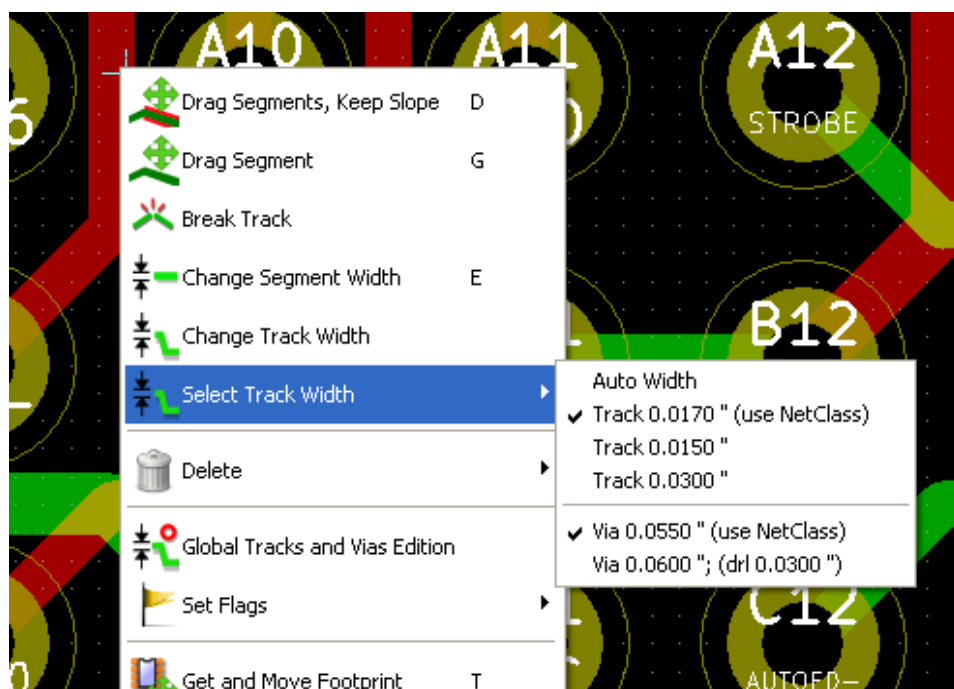 A10
A11
A12
STROBE
Drag Segments, Keep Slope D
Drag Segment G
Break Track
Change Segment Width E
Change Track Width
Select Track Width
Delete
Global Tracks and Vias Edition
Set Flags
Get and Move Footprint T
B12
Auto Width
Track 0.0170 " (use NetClass)
Track 0.0150 "
Track 0.0300 "
Via 0.0550 " (use NetClass)
Via 0.0600 "; (drl 0.0300 ")
C12
AUTOFD-